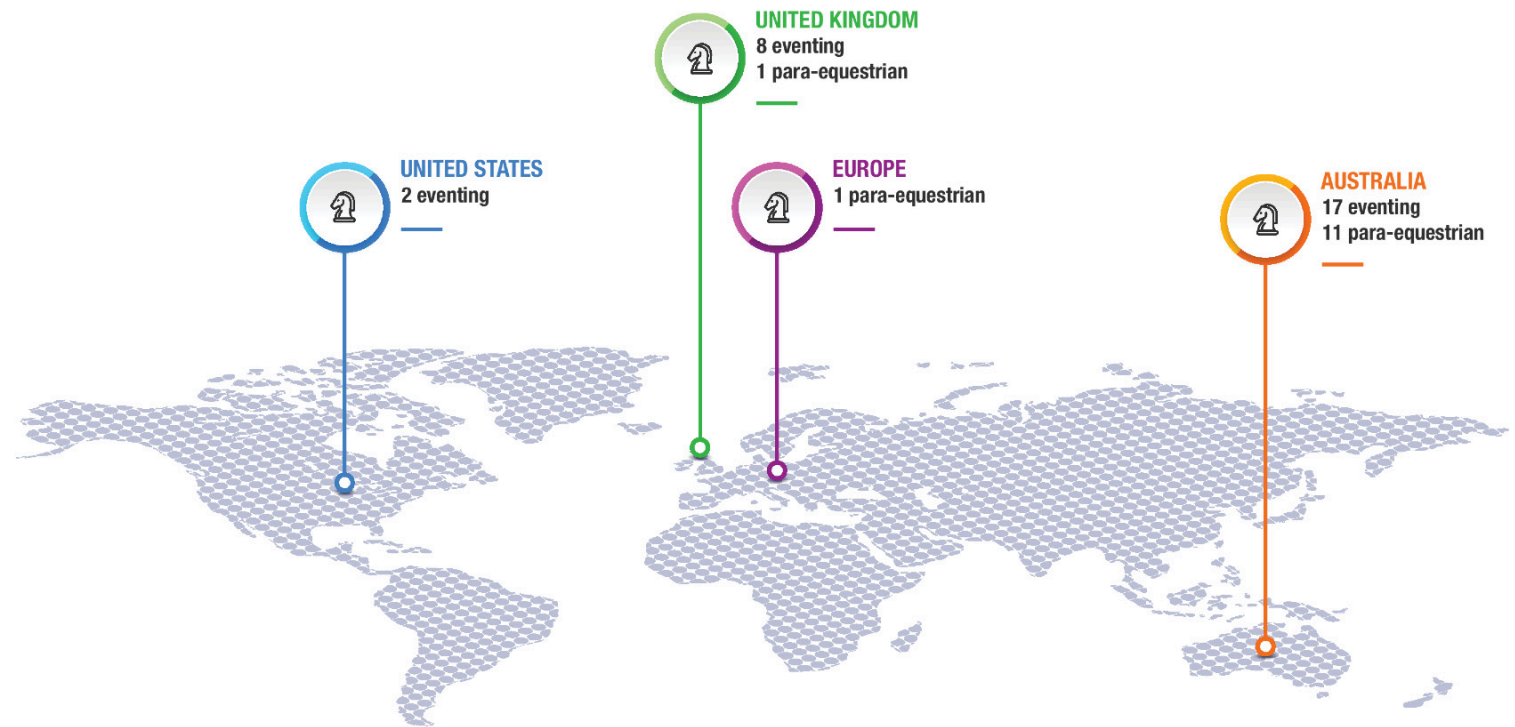 UNITED KINGDOM
8 eventing
1 para-equestrian
UNITED STATES
2 eventing
EUROPE
1 para-equestrian
AUSTRALIA
17 eventing
11 para-equestrian